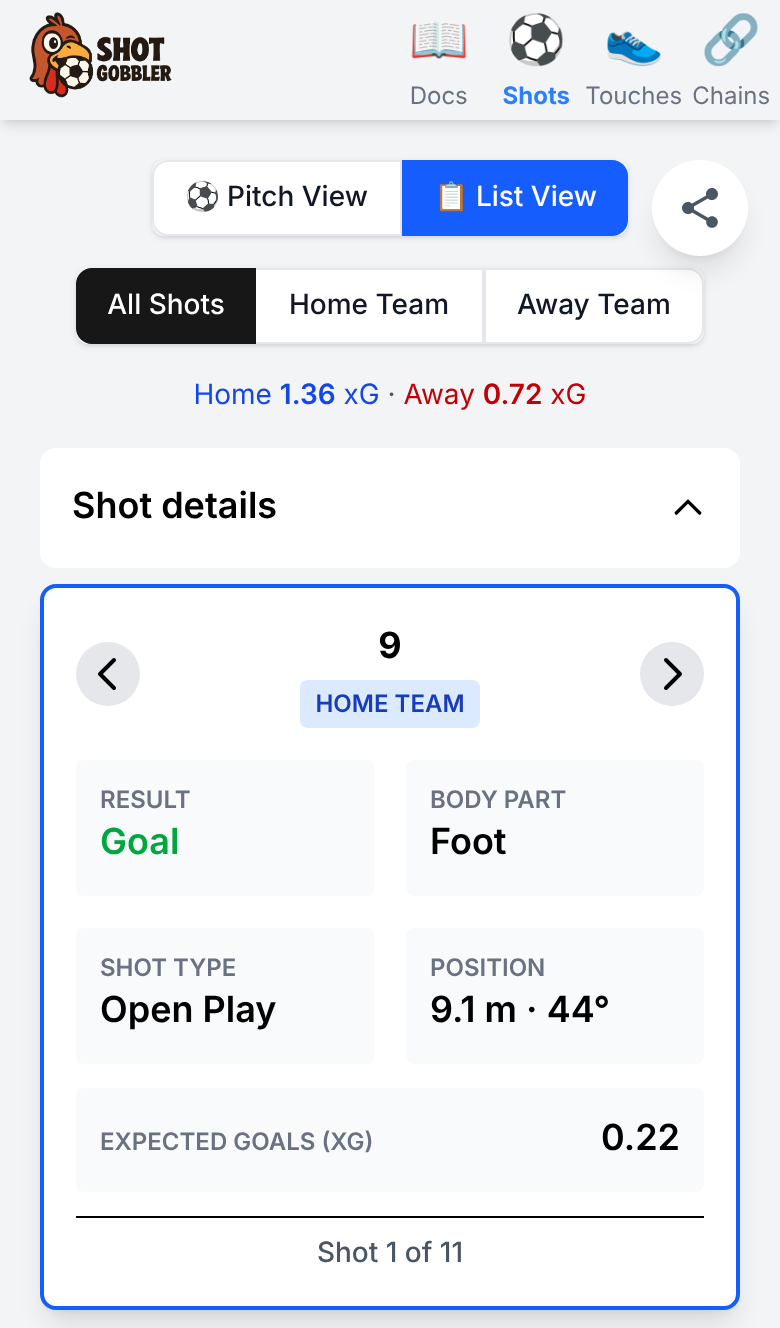 SHOT
GOBBLER
Docs
Shots
Touches
Chains
Pitch View
List View
All Shots
Home Team
Away Team
Home 1.36 xG · Away 0.72 xG
Shot details
9
HOME TEAM
RESULT
Goal
BODY PART
Foot
SHOT TYPE
Open Play
POSITION
9.1 m · 44°
EXPECTED GOALS (XG)
0.22
Shot 1 of 11